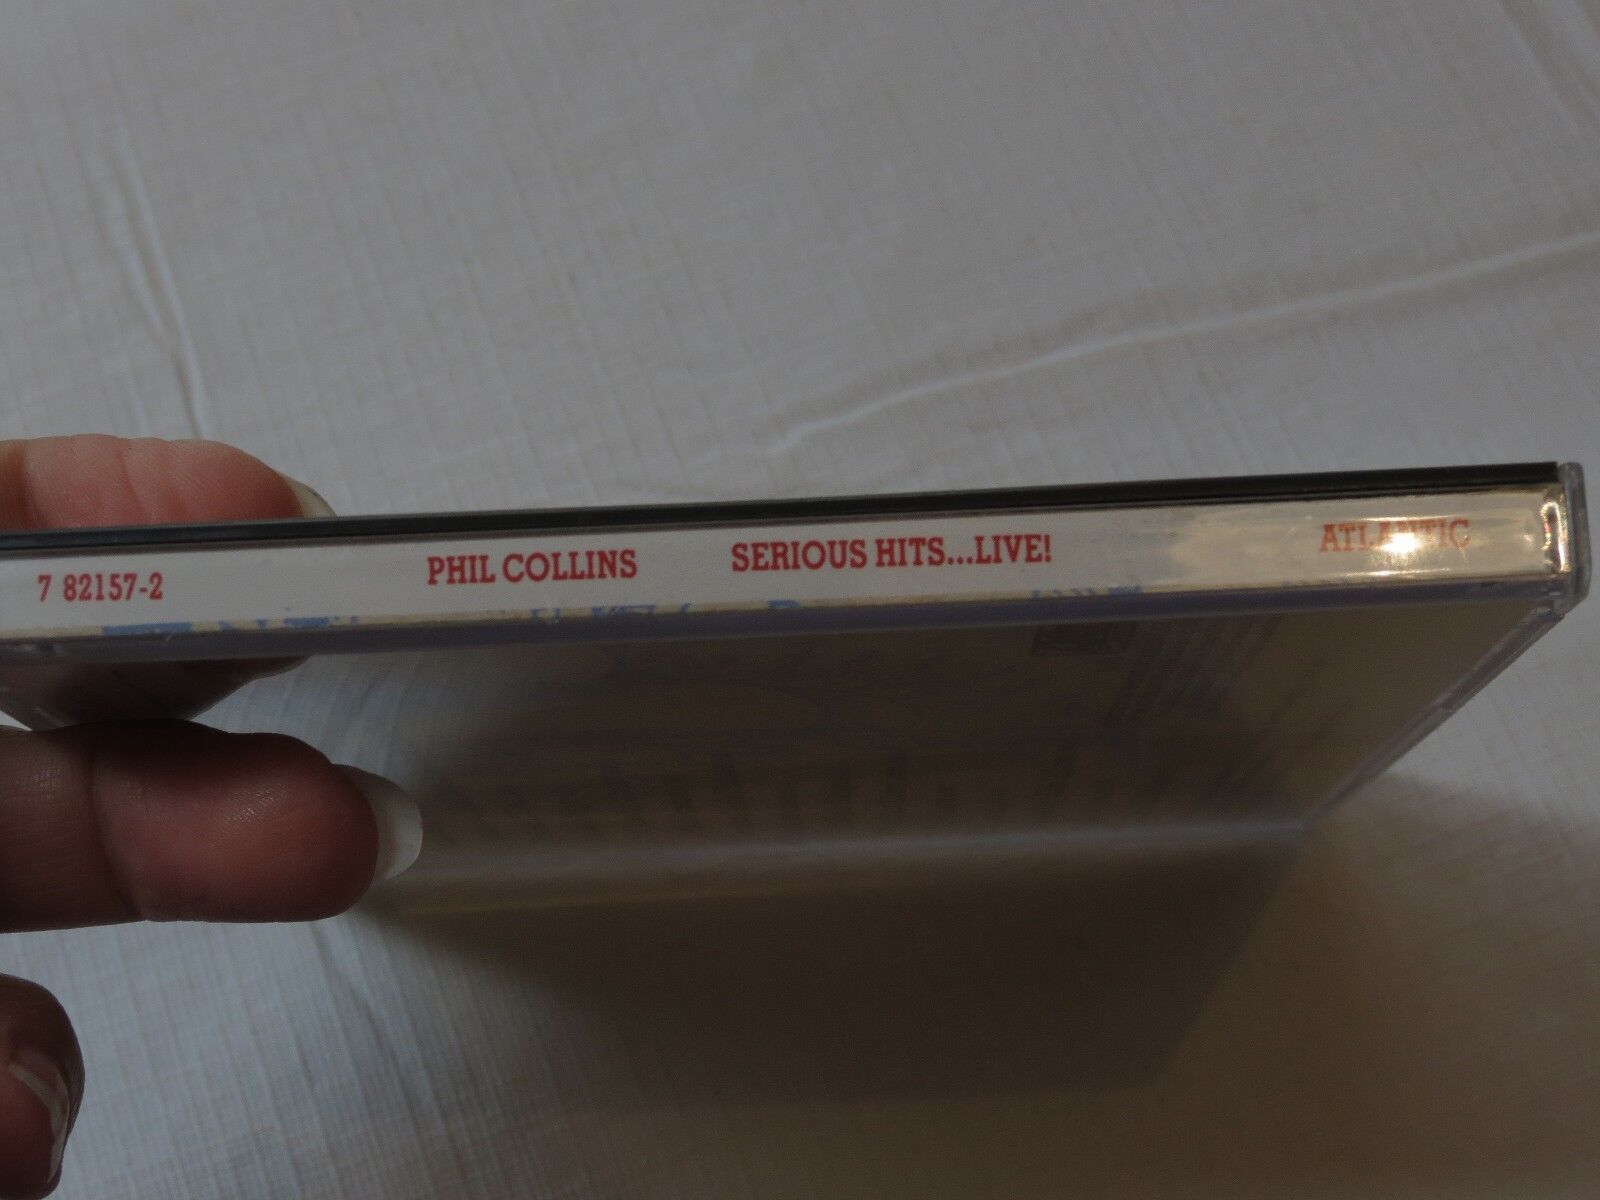 7 82157-2 PHIL COLLINS SERIOUS HITS...LIVE! ATLANTIC